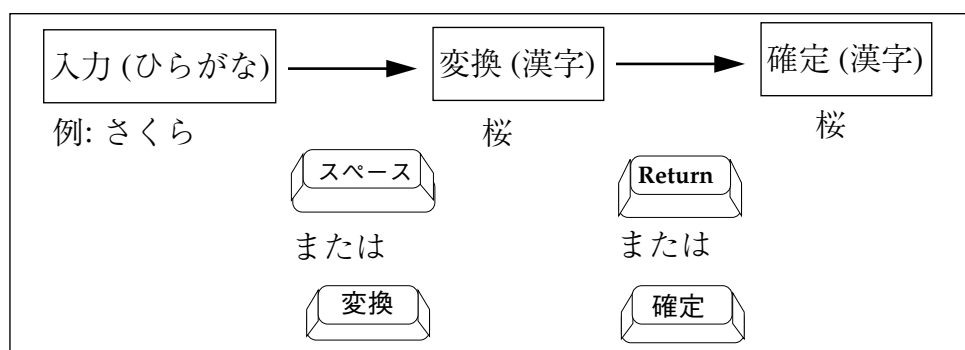 入力 (ひらがな)
変換 (漢字)
確定 (漢字)
例: さくら
桜
桜
スペース
Return
または
または
変換
確定